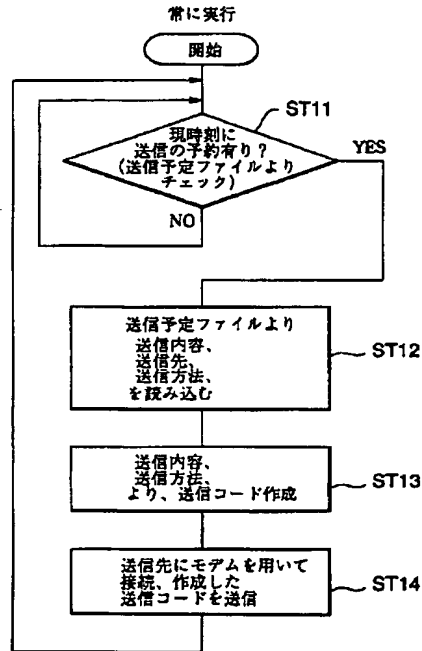 常に実行
開始
ST11
現時刻に
送信の予約有り？
(送信予定ファイルより
チェック)
YES
NO
送信予定ファイルより
送信内容、
送信先、
送信方法、
を読み込む
ST12
送信内容、
送信方法、
より、送信コード作成
ST13
送信先にモデムを用いて
接続、作成した
送信コードを送信
ST14